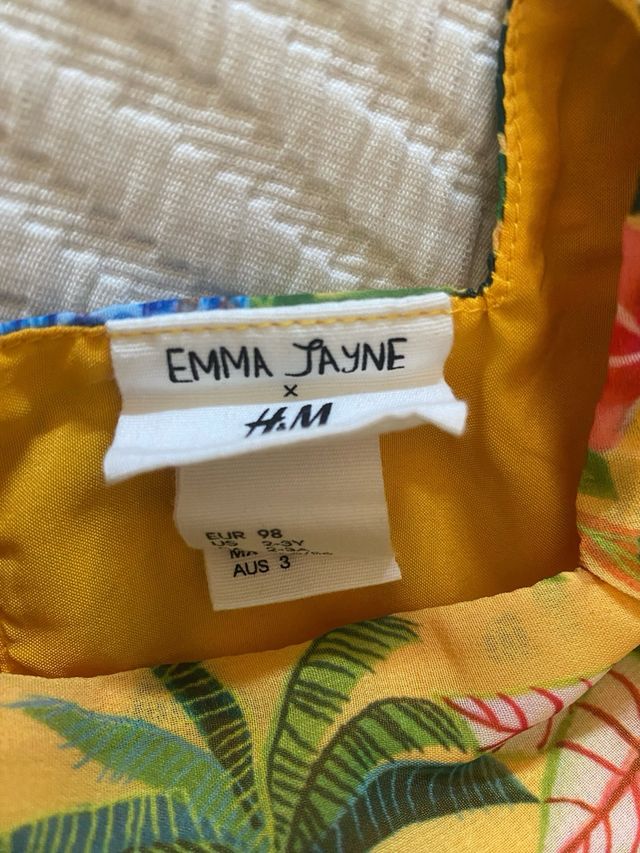 EMMA JAYNE
×
H&M
EUR 98
US 2-3Y
AUS 3